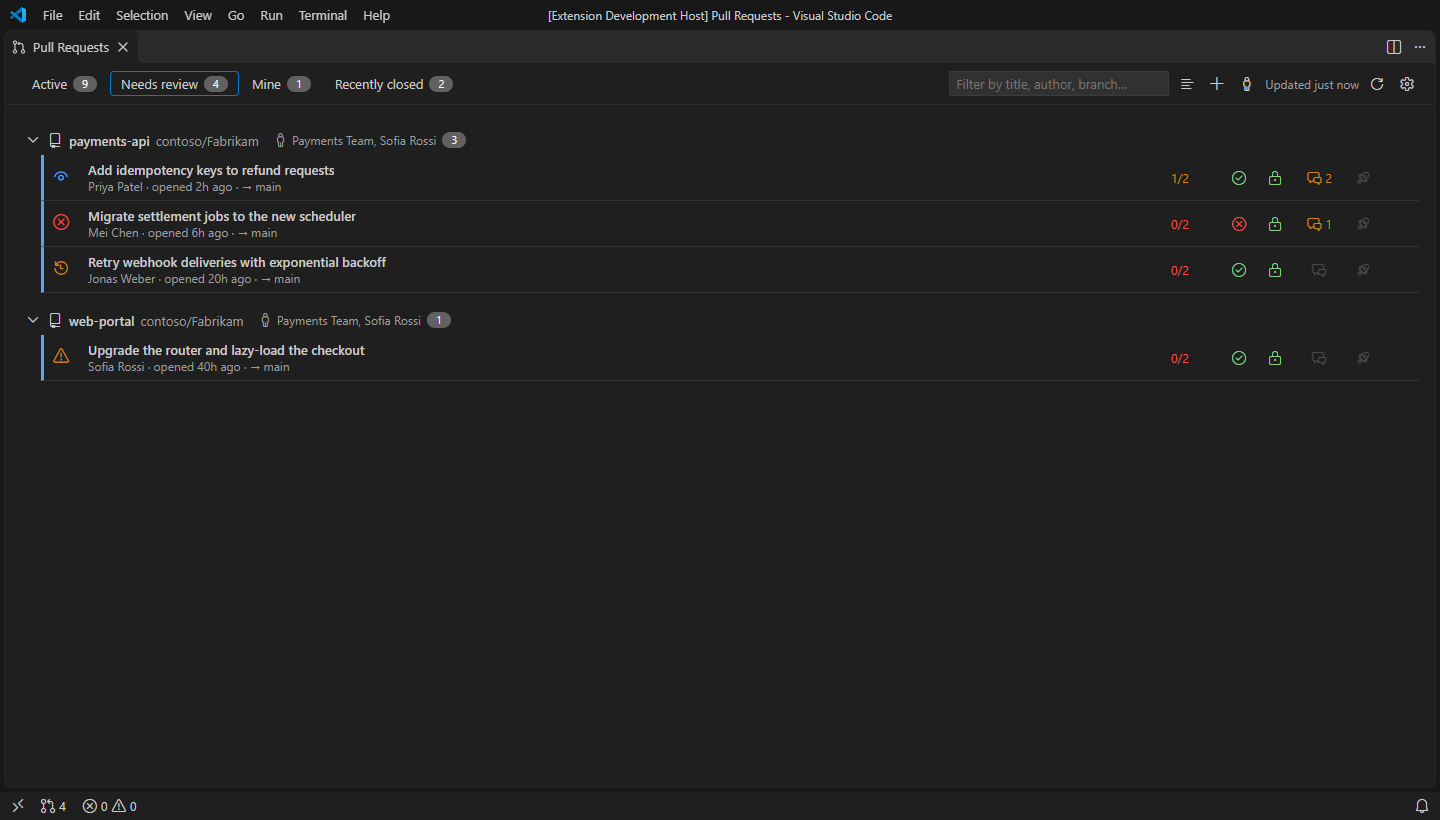 File Edit Selection View Go Run Terminal Help [Extension Development Host] Pull Requests - Visual Studio Code
Pull Requests
Active 9 Needs review 4 Mine 1 Recently closed 2 Filter by title, author, branch... Updated just now
payments-api contoso/Fabrikam Payments Team, Sofia Rossi 3
Add idempotency keys to refund requests
Priya Patel · opened 2h ago · → main
1/2 2
Migrate settlement jobs to the new scheduler
Mei Chen · opened 6h ago · → main
0/2 1
Retry webhook deliveries with exponential backoff
Jonas Weber · opened 20h ago · → main
0/2
web-portal contoso/Fabrikam Payments Team, Sofia Rossi 1
Upgrade the router and lazy-load the checkout
Sofia Rossi · opened 40h ago · → main
0/2
4 0 0